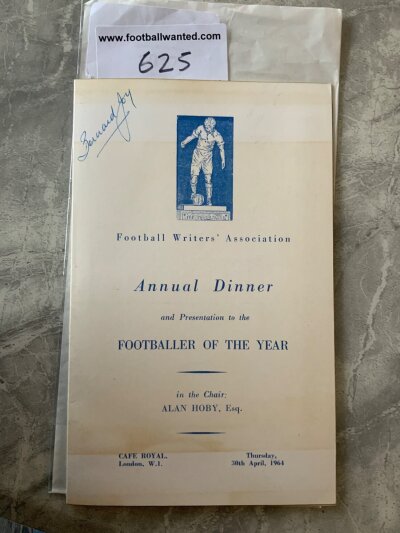 www.footballwanted.com
625
Bernard Joy
Football Writers' Association
Annual Dinner
and Presentation to the
FOOTBALLER OF THE YEAR
in the Chair:
ALAN HOBY, Esq.
CAFE ROYAL,
London, W.1.
Thursday,
30th April, 1964